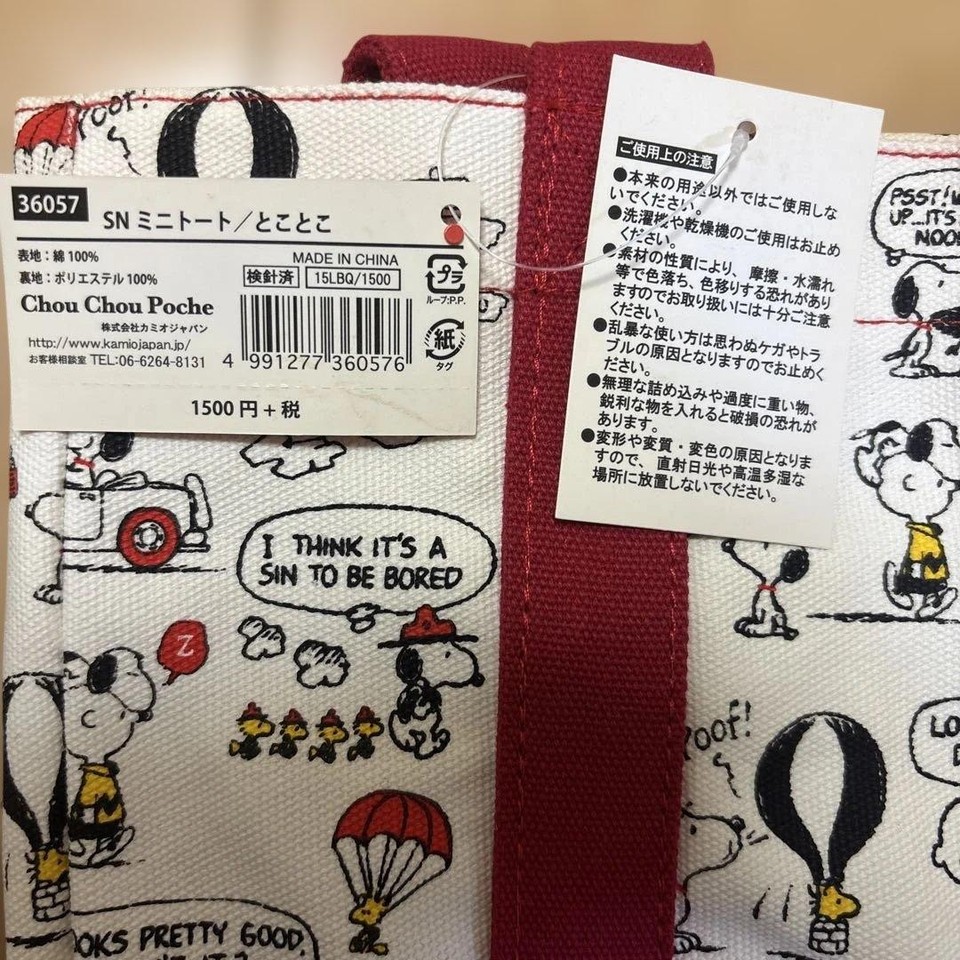 36057
SN ミニトート/とことこ
表地:綿 100%
裏地:ポリエステル 100%
MADE IN CHINA
検針済
15LBQ/1500
プラ
ループ:P.P.
Chou Chou Poche
株式会社カミオジャパン
http://www.kamiojapan.jp/
お客様相談室 TEL:06-6264-8131
4 991277 360576
紙
タグ
1500 円+税
ご使用上の注意
●本来の用途以外ではご使用しな
いでください。
●洗濯機や乾燥機のご使用はお止め
ください。
●素材の性質により、摩擦・水濡れ
等で色落ち、色移りする恐れがあり
ますのでお取り扱いには十分ご注意
ください。
●乱暴な使い方は思わぬケガやトラ
ブルの原因となりますのでお止めく
ださい。
●無理な詰め込みや過度に重い物、
鋭利な物を入れると破損の恐れが
あります。
●変形や変質・変色の原因となりま
すので、直射日光や高温多湿な
場所に放置しないでください。
POOF!
PSST! W
UP...IT'S
NOO
I THINK IT'S A
SIN TO BE BORED
Z
POOF!
LO
OOKS PRETTY GOOD,